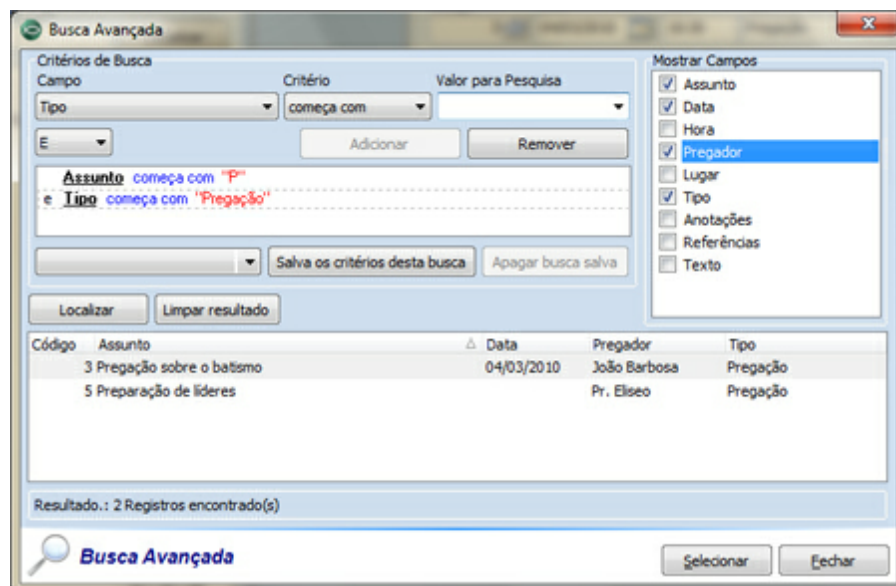 Busca Avançada
Critérios de Busca
Campo Critério Valor para Pesquisa
Tipo começa com
E Adicionar Remover
Assunto começa com "P"
e Tipo começa com "Pregação"
Salva os critérios desta busca Apagar busca salva
Localizar Limpar resultado
Mostrar Campos
Assunto
Data
Hora
Pregador
Lugar
Tipo
Anotações
Referências
Texto
Código Assunto Data Pregador Tipo
3 Pregação sobre o batismo 04/03/2010 João Barbosa Pregação
5 Preparação de líderes Pr. Eliseo Pregação
Resultado.: 2 Registros encontrado(s)
Busca Avançada Selecionar Fechar